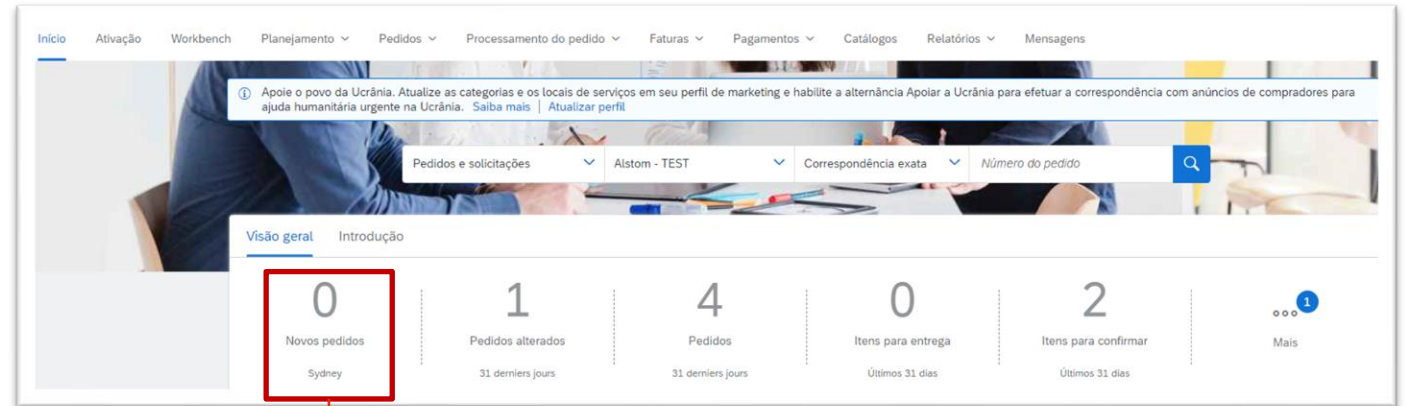 Início Ativação Workbench Planejamento Pedidos Processamento do pedido Faturas Pagamentos Catálogos Relatórios Mensagens
Apoie o povo da Ucrânia. Atualize as categorias e os locais de serviços em seu perfil de marketing e habilite a alternância Apoiar a Ucrânia para efetuar a correspondência com anúncios de compradores para
ajuda humanitária urgente na Ucrânia. Saiba mais | Atualizar perfil
Pedidos e solicitações Alstom - TEST Correspondência exata Número do pedido
Visão geral Introdução
0 1 4 0 2 1
Novos pedidos Pedidos alterados Pedidos Itens para entrega Itens para confirmar Mais
Sydney 31 derniers jours 31 derniers jours Últimos 31 dias Últimos 31 dias